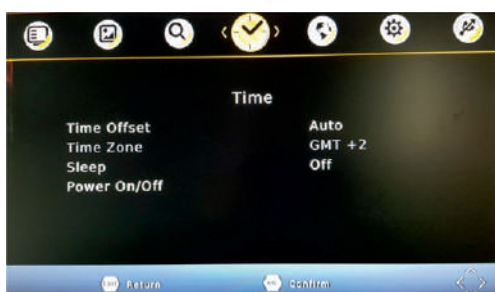 Time
Time Offset Auto
Time Zone GMT +2
Sleep Off
Power On/Off
Return Confirm